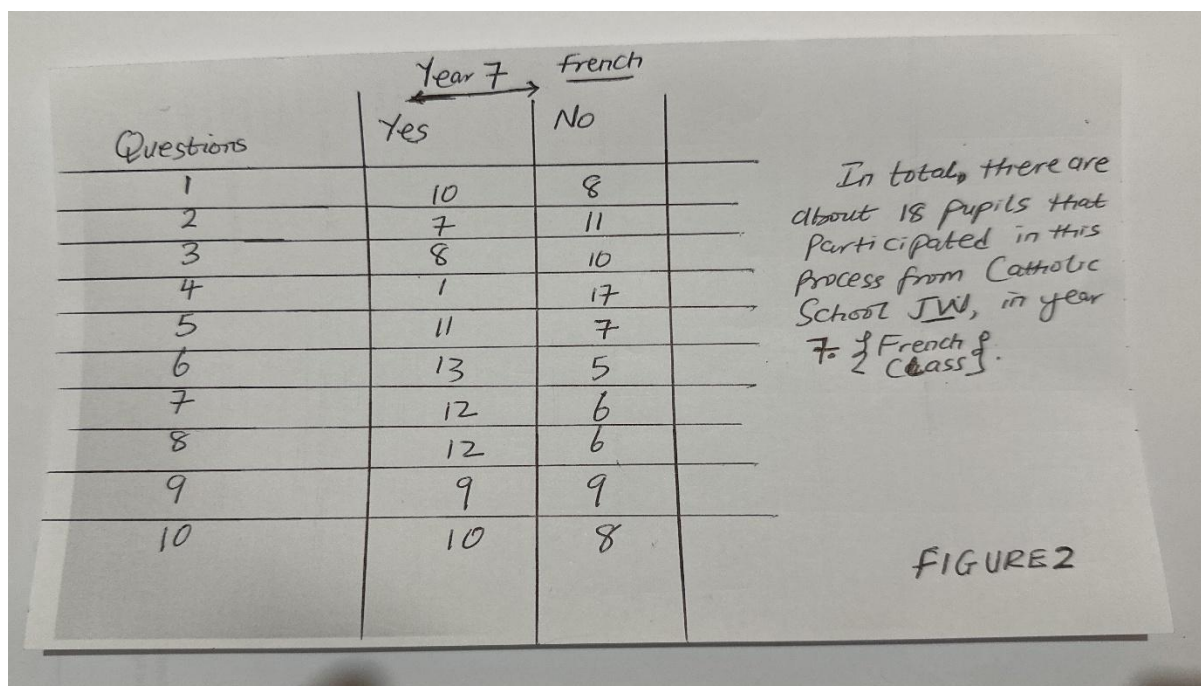 Year 7 French
Questions Yes No
1 10 8
2 7 11
3 8 10
4 1 17
5 11 7
6 13 5
7 12 6
8 12 6
9 9 9
10 10 8
In total, there are
about 18 pupils that
participated in this
process from Catholic
School JW, in year
7. {French
Class}.
FIGURE 2